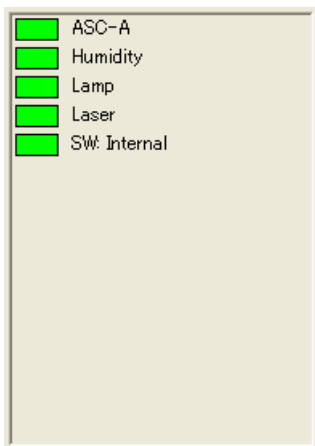 ASC-A
Humidity
Lamp
Laser
SW: Internal